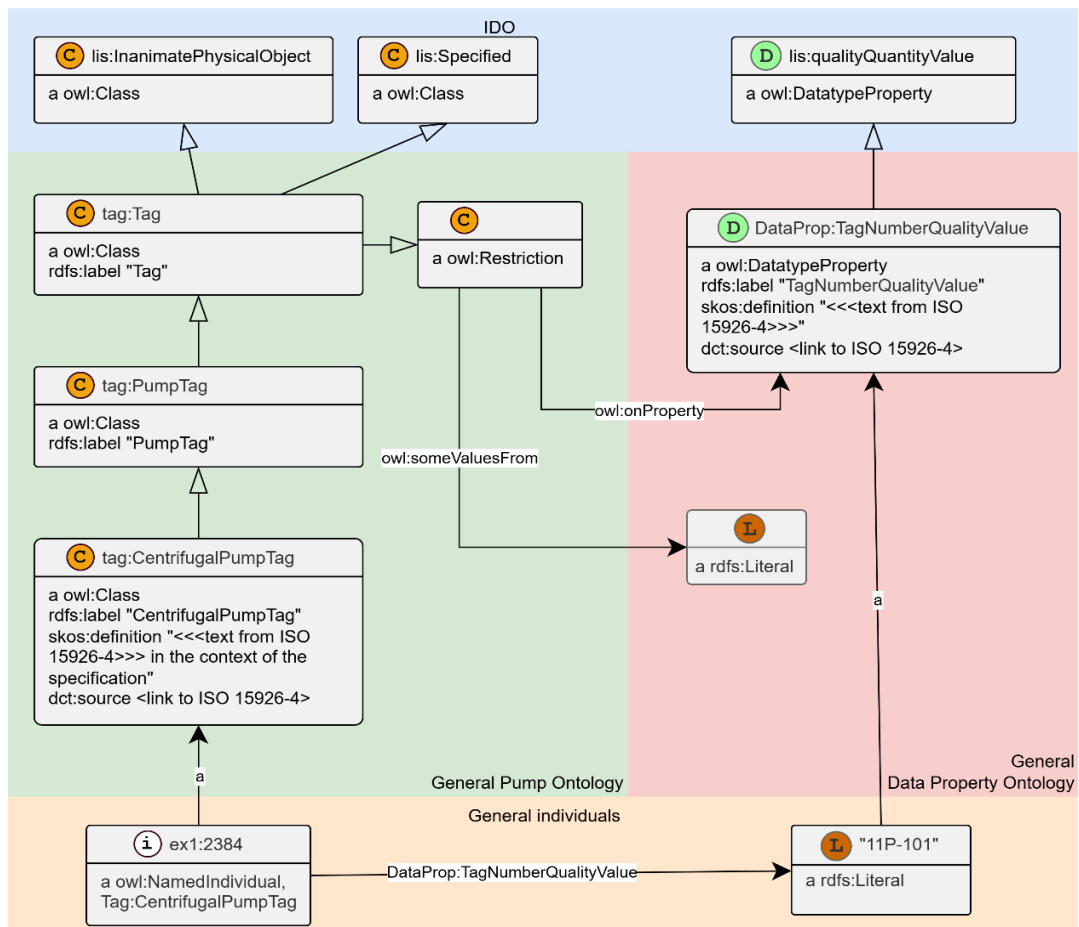 IDO
C lis:InanimatePhysicalObject
a owl:Class
C lis:Specified
a owl:Class
D lis:qualityQuantityValue
a owl:DatatypeProperty
C tag:Tag
a owl:Class
rdfs:label "Tag"
C
a owl:Restriction
D DataProp:TagNumberQualityValue
a owl:DatatypeProperty
rdfs:label "TagNumberQualityValue"
skos:definition "<<<text from ISO
15926-4>>>"
dct:source <link to ISO 15926-4>
C tag:PumpTag
a owl:Class
rdfs:label "PumpTag"
owl:onProperty
owl:someValuesFrom
L
a rdfs:Literal
C tag:CentrifugalPumpTag
a owl:Class
rdfs:label "CentrifugalPumpTag"
skos:definition "<<<text from ISO
15926-4>>> in the context of the
specification"
dct:source <link to ISO 15926-4>
a
a
General Pump Ontology
General
Data Property Ontology
General individuals
i ex1:2384
a owl:NamedIndividual,
Tag:CentrifugalPumpTag
DataProp:TagNumberQualityValue
L "11P-101"
a rdfs:Literal